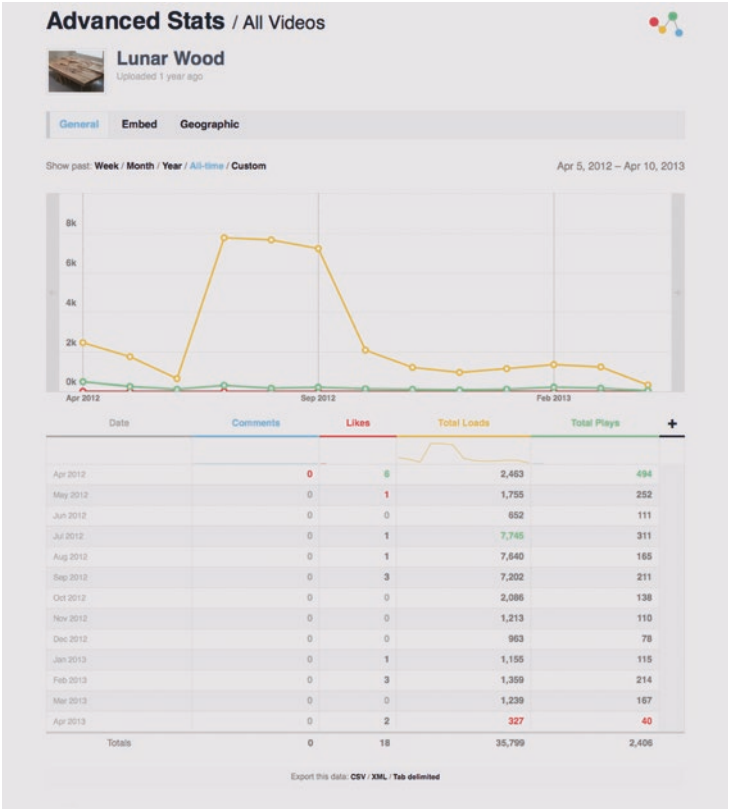 Advanced Stats / All Videos
Lunar Wood
Uploaded 1 year ago
General Embed Geographic
Show past: Week / Month / Year / All-time / Custom Apr 5, 2012 – Apr 10, 2013
8k
6k
4k
2k
0k
Apr 2012 Sep 2012 Feb 2013
Date Comments Likes Total Loads Total Plays +
Apr 2012 0 6 2,463 494
May 2012 0 1 1,755 252
Jun 2012 0 0 652 111
Jul 2012 0 1 7,745 311
Aug 2012 0 1 7,640 165
Sep 2012 0 3 7,202 211
Oct 2012 0 0 2,086 138
Nov 2012 0 0 1,213 110
Dec 2012 0 0 963 78
Jan 2013 0 1 1,155 115
Feb 2013 0 3 1,359 214
Mar 2013 0 0 1,239 167
Apr 2013 0 2 327 40
Totals 0 18 35,799 2,406
Export this data: CSV / XML / Tab delimited